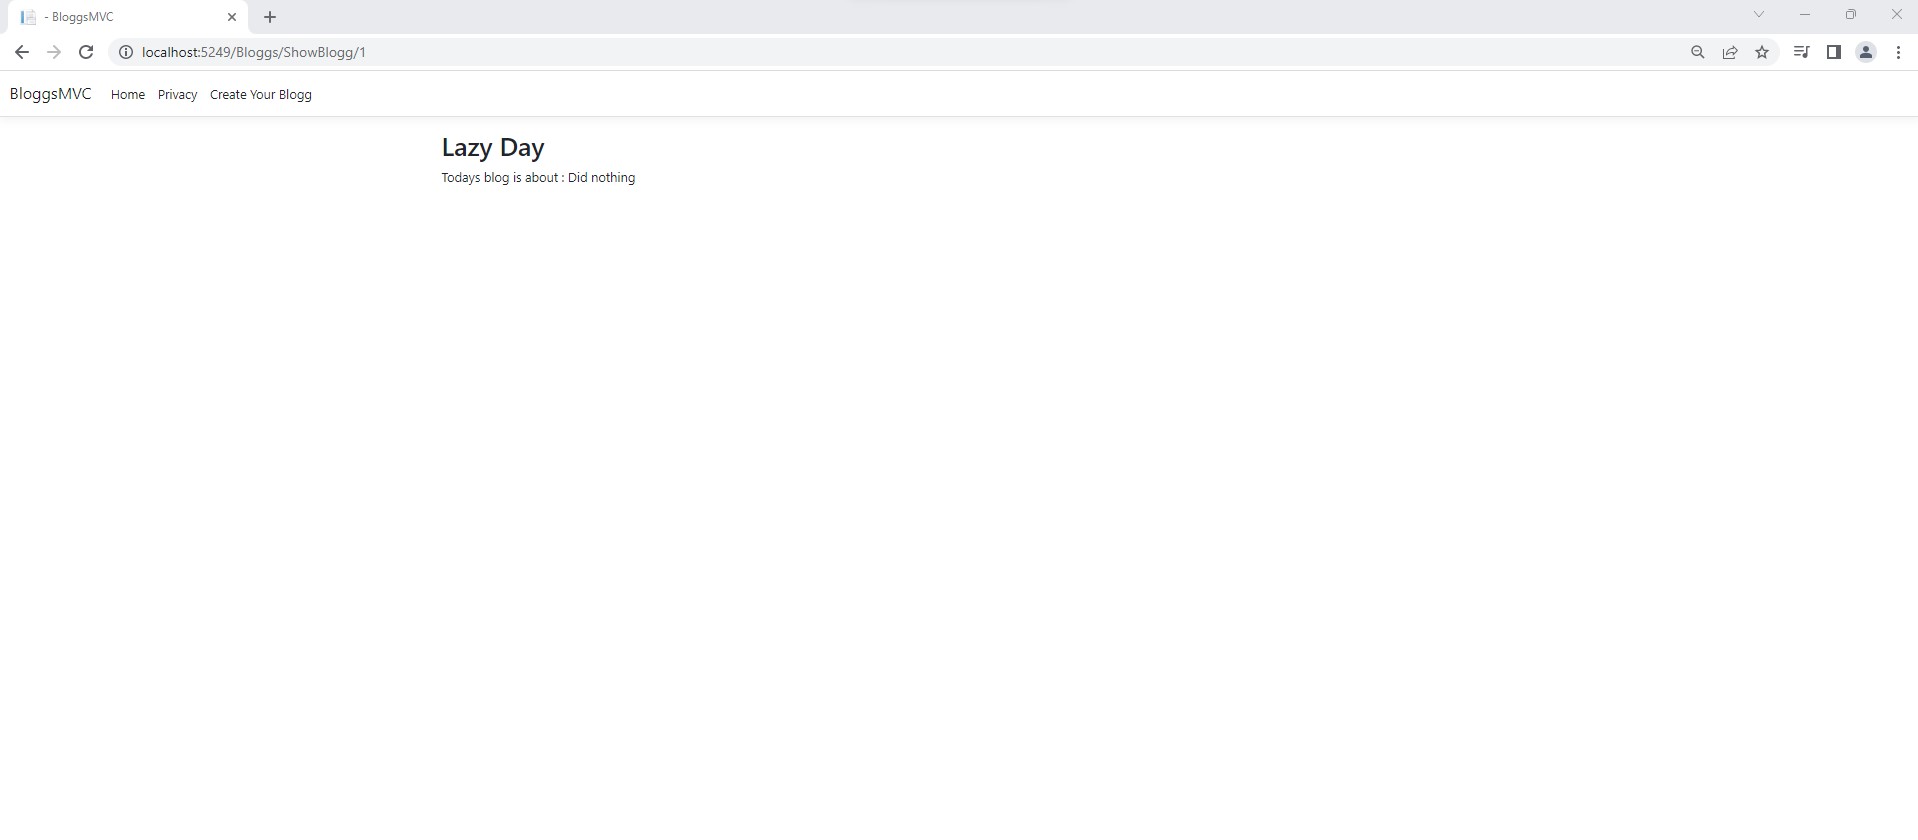 - BloggsMVC
localhost:5249/Bloggs/ShowBlogg/1
BloggsMVC Home Privacy Create Your Blogg
Lazy Day
Todays blog is about : Did nothing